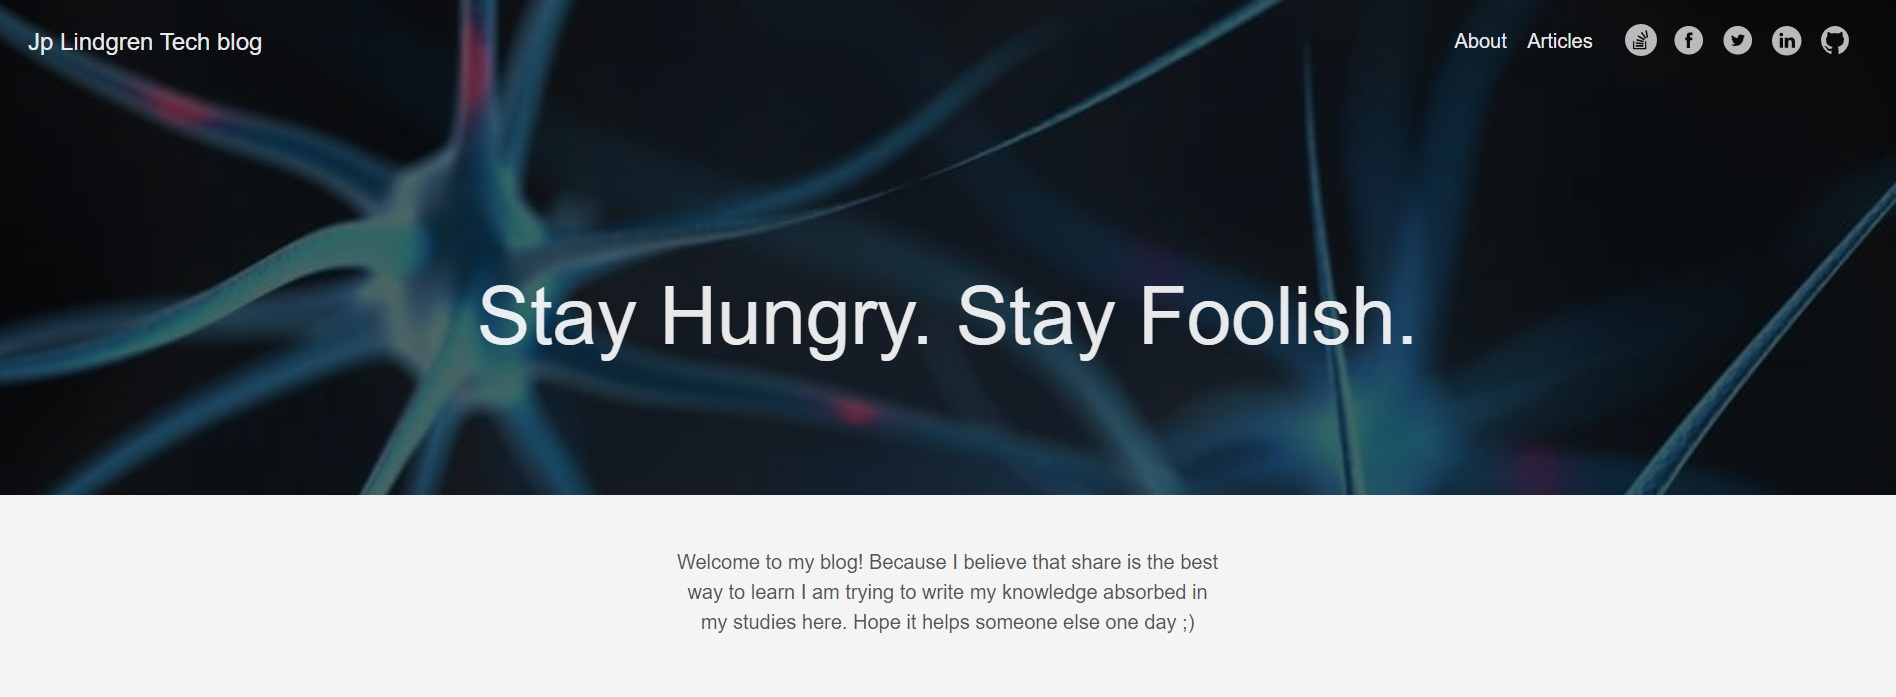 Jp Lindgren Tech blog
About Articles
Stay Hungry. Stay Foolish.
Welcome to my blog! Because I believe that share is the best
way to learn I am trying to write my knowledge absorbed in
my studies here. Hope it helps someone else one day ;)